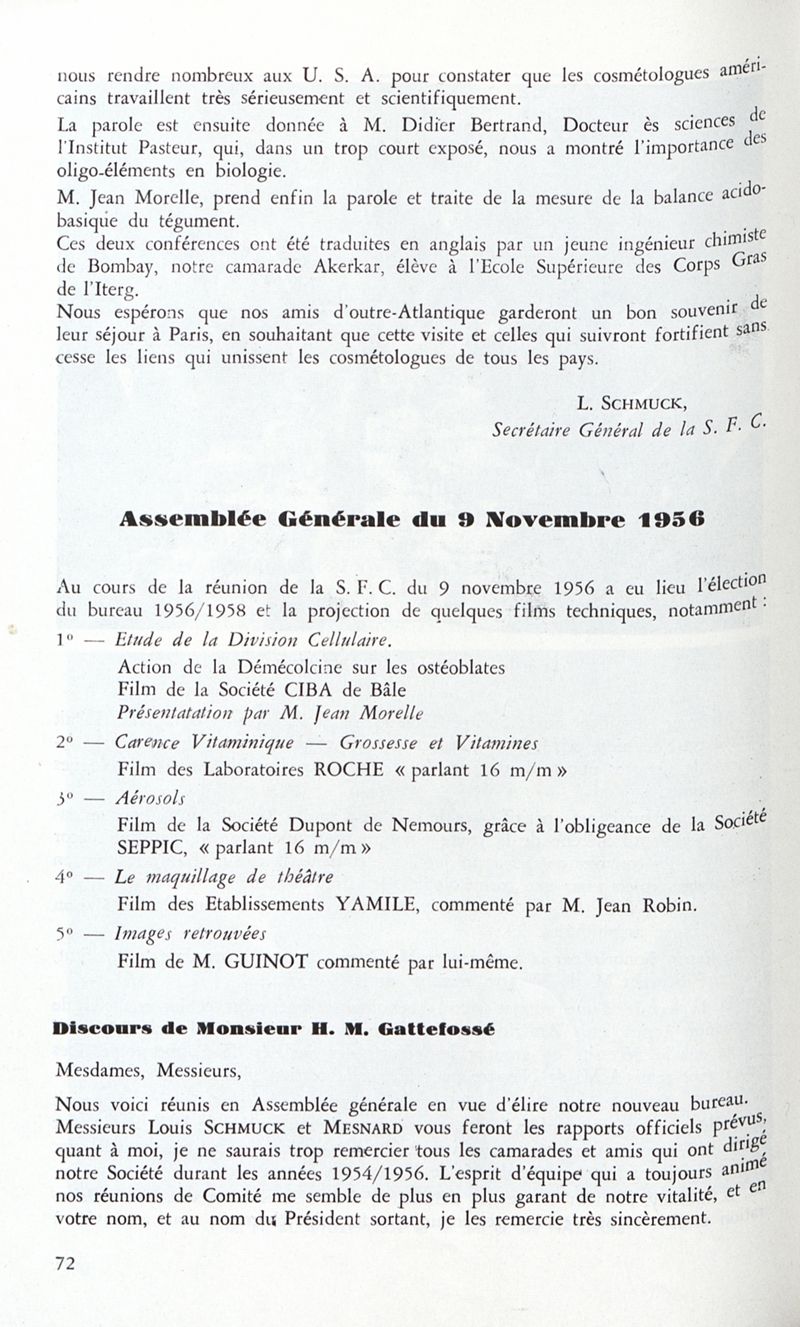 nous rendre nombreux aux U. S. A. pour constater que les cosmétologues améri-
cains travaillent très sérieusement et scientifiquement.
La parole est ensuite donnée à M. Didier Bertrand, Docteur ès sciences de
l'Institut Pasteur, qui, dans un trop court exposé, nous a montré l'importance des
oligo-éléments en biologie.
M. Jean Morelle, prend enfin la parole et traite de la mesure de la balance acido-
basique du tégument.
Ces deux conférences ont été traduites en anglais par un jeune ingénieur chimiste
de Bombay, notre camarade Akerkar, élève à l'Ecole Supérieure des Corps Gras
de l'Iterg.
Nous espérons que nos amis d'outre-Atlantique garderont un bon souvenir de
leur séjour à Paris, en souhaitant que cette visite et celles qui suivront fortifient sans
cesse les liens qui unissent les cosmétologues de tous les pays.
L. SCHMUCK,
Secrétaire Général de la S. F. C.
Assemblée Générale du 9 Novembre 1956
Au cours de la réunion de la S. F. C. du 9 novembre 1956 a eu lieu l'élection
du bureau 1956/1958 et la projection de quelques films techniques, notamment :
1° — Etude de la Division Cellulaire.
Action de la Démécolcine sur les ostéoblates
Film de la Société CIBA de Bâle
Présentatation par M. Jean Morelle
2° — Carence Vitaminique — Grossesse et Vitamines
Film des Laboratoires ROCHE « parlant 16 m/m »
3° — Aérosols
Film de la Société Dupont de Nemours, grâce à l'obligeance de la Société
SEPPIC, « parlant 16 m/m »
4° — Le maquillage de théâtre
Film des Etablissements YAMILE, commenté par M. Jean Robin.
5° — Images retrouvées
Film de M. GUINOT commenté par lui-même.
Discours de Monsieur H. M. Gattefossé
Mesdames, Messieurs,
Nous voici réunis en Assemblée générale en vue d'élire notre nouveau bureau.
Messieurs Louis SCHMUCK et MESNARD vous feront les rapports officiels prévus,
quant à moi, je ne saurais trop remercier tous les camarades et amis qui ont dirigé
notre Société durant les années 1954/1956. L'esprit d'équipe qui a toujours animé
nos réunions de Comité me semble de plus en plus garant de notre vitalité, et en
votre nom, et au nom du Président sortant, je les remercie très sincèrement.
72